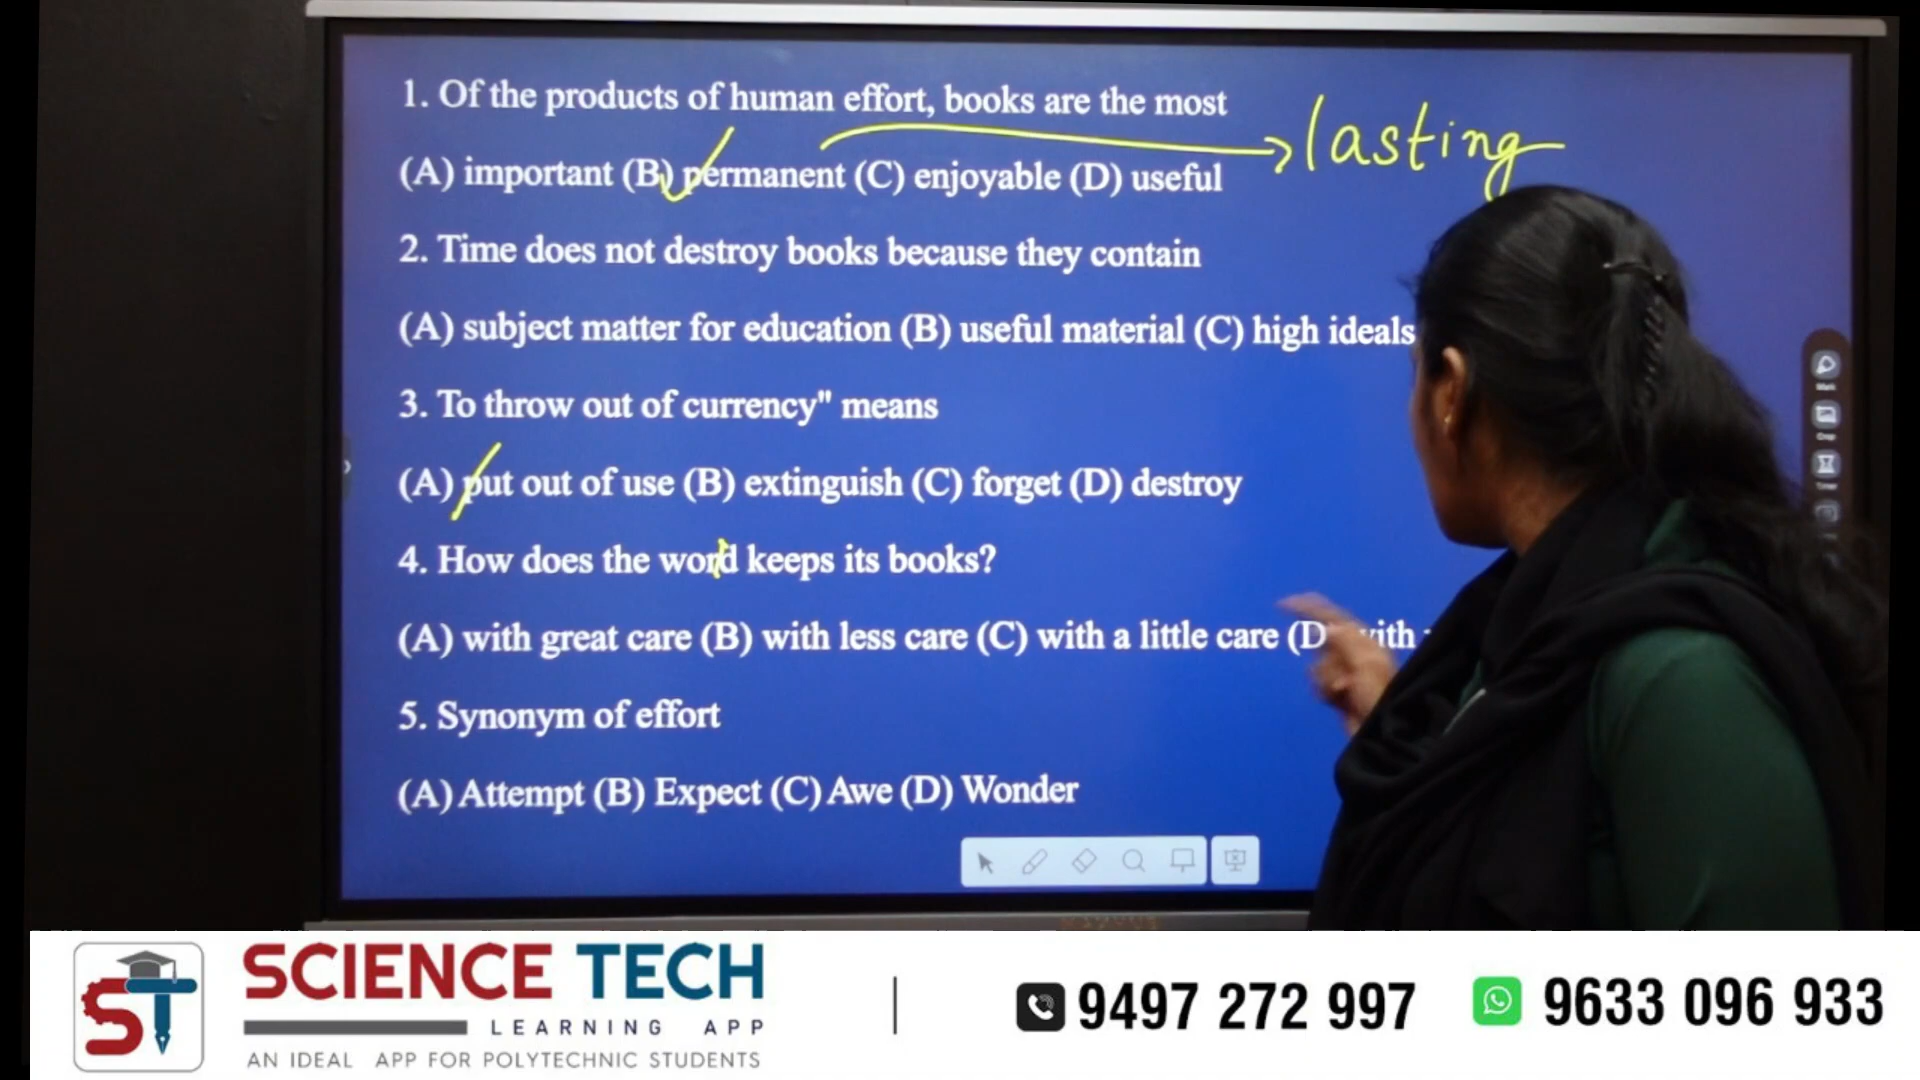 1. Of the products of human effort, books are the most
lasting
(A) important (B) permanent (C) enjoyable (D) useful
2. Time does not destroy books because they contain
(A) subject matter for education (B) useful material (C) high ideals
3. To throw out of currency" means
(A) put out of use (B) extinguish (C) forget (D) destroy
4. How does the word keeps its books?
(A) with great care (B) with less care (C) with a little care (D) with
5. Synonym of effort
(A) Attempt (B) Expect (C) Awe (D) Wonder
ST
SCIENCE TECH
LEARNING APP
AN IDEAL APP FOR POLYTECHNIC STUDENTS
9497 272 997
9633 096 933